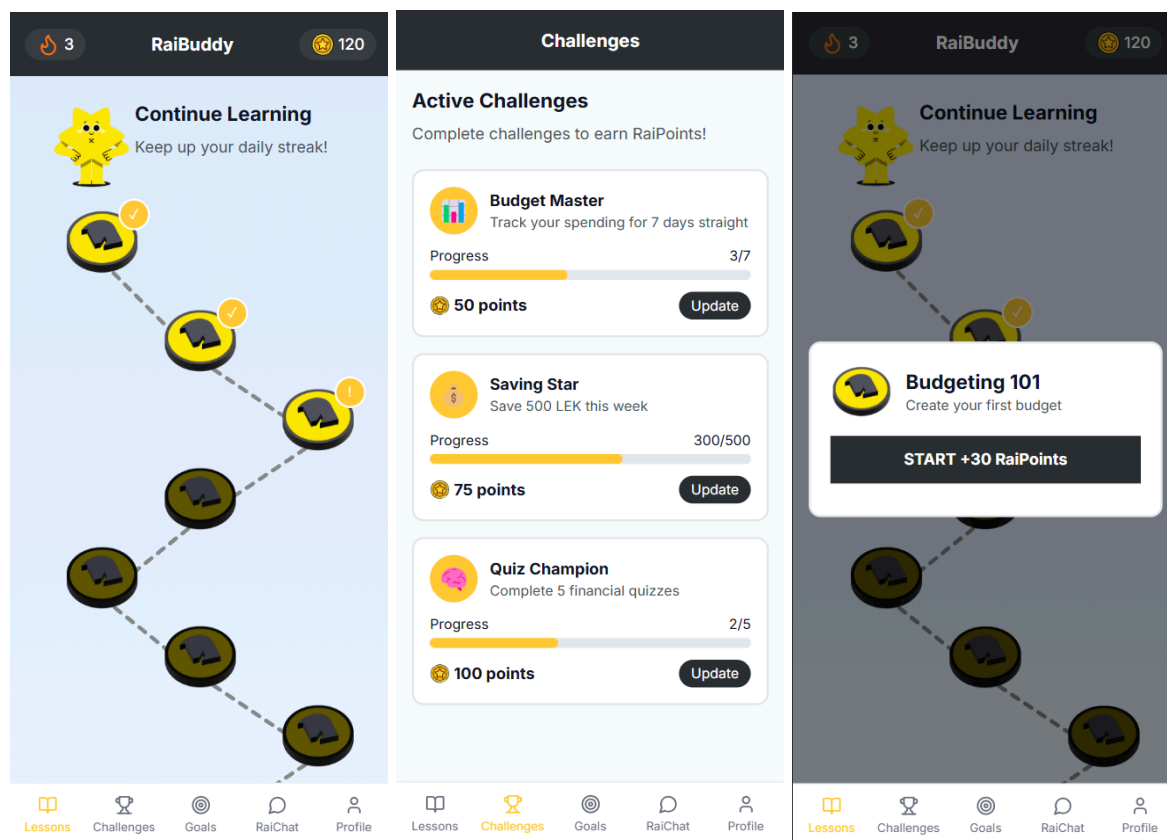 3
RaiBuddy
120
Continue Learning
Keep up your daily streak!
Lessons
Challenges
Goals
RaiChat
Profile
Challenges
Active Challenges
Complete challenges to earn RaiPoints!
Budget Master
Track your spending for 7 days straight
Progress
3/7
50 points
Update
Saving Star
Save 500 LEK this week
Progress
300/500
75 points
Update
Quiz Champion
Complete 5 financial quizzes
Progress
2/5
100 points
Update
Lessons
Challenges
Goals
RaiChat
Profile
3
RaiBuddy
120
Continue Learning
Keep up your daily streak!
Budgeting 101
Create your first budget
START +30 RaiPoints
Lessons
Challenges
Goals
RaiChat
Profile